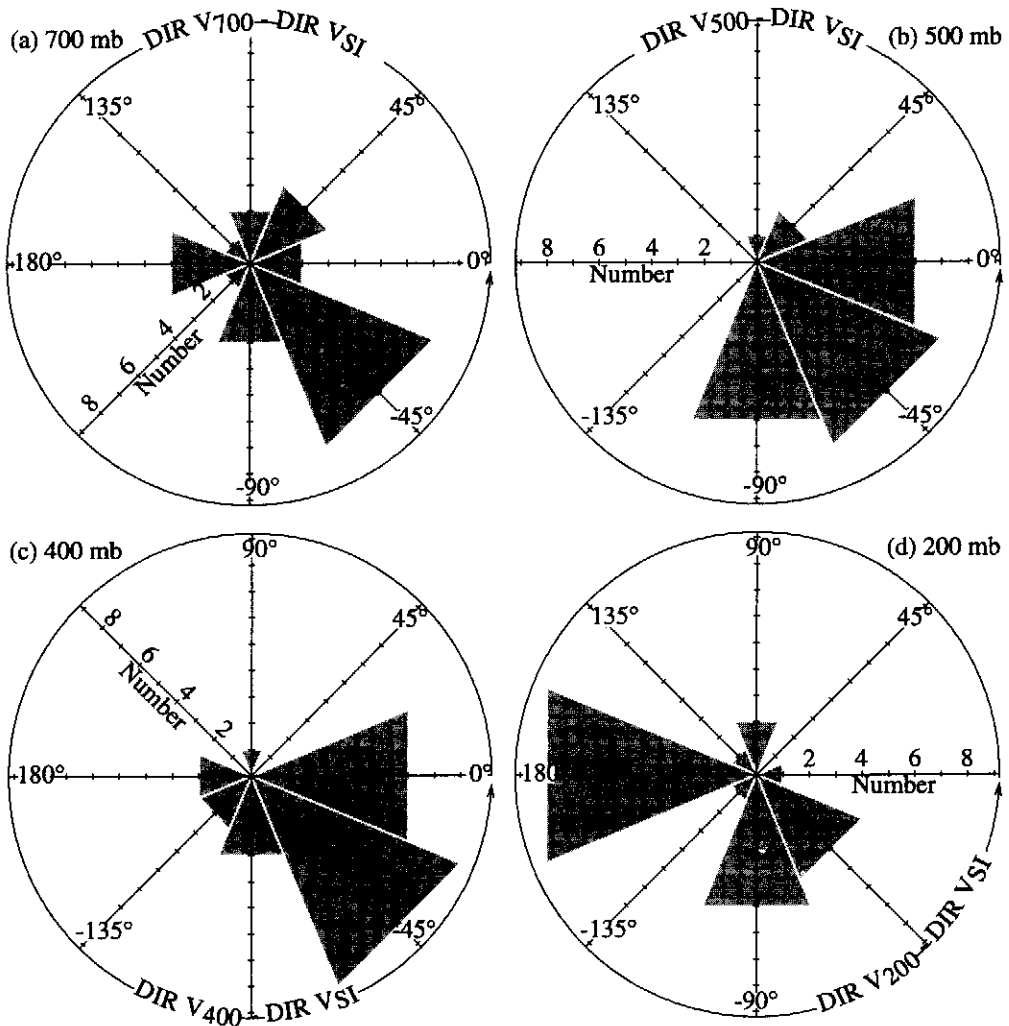 (a) 700 mb
DIR V700-DIR VSI
135°
45°
180°
0°
2
4
6
8
Number
-45°
-90°
(b) 500 mb
DIR V500-DIR VSI
135°
45°
8 6 4 2
Number
0°
-135°
-45°
-90°
(c) 400 mb
90°
45°
8
6
4
2
Number
180°
0°
-135°
-45°
DIR V400-DIR VSI
(d) 200 mb
90°
135°
45°
180
2 4 6 8
Number
0°
-135°
-90°
DIR V200-DIR VSI